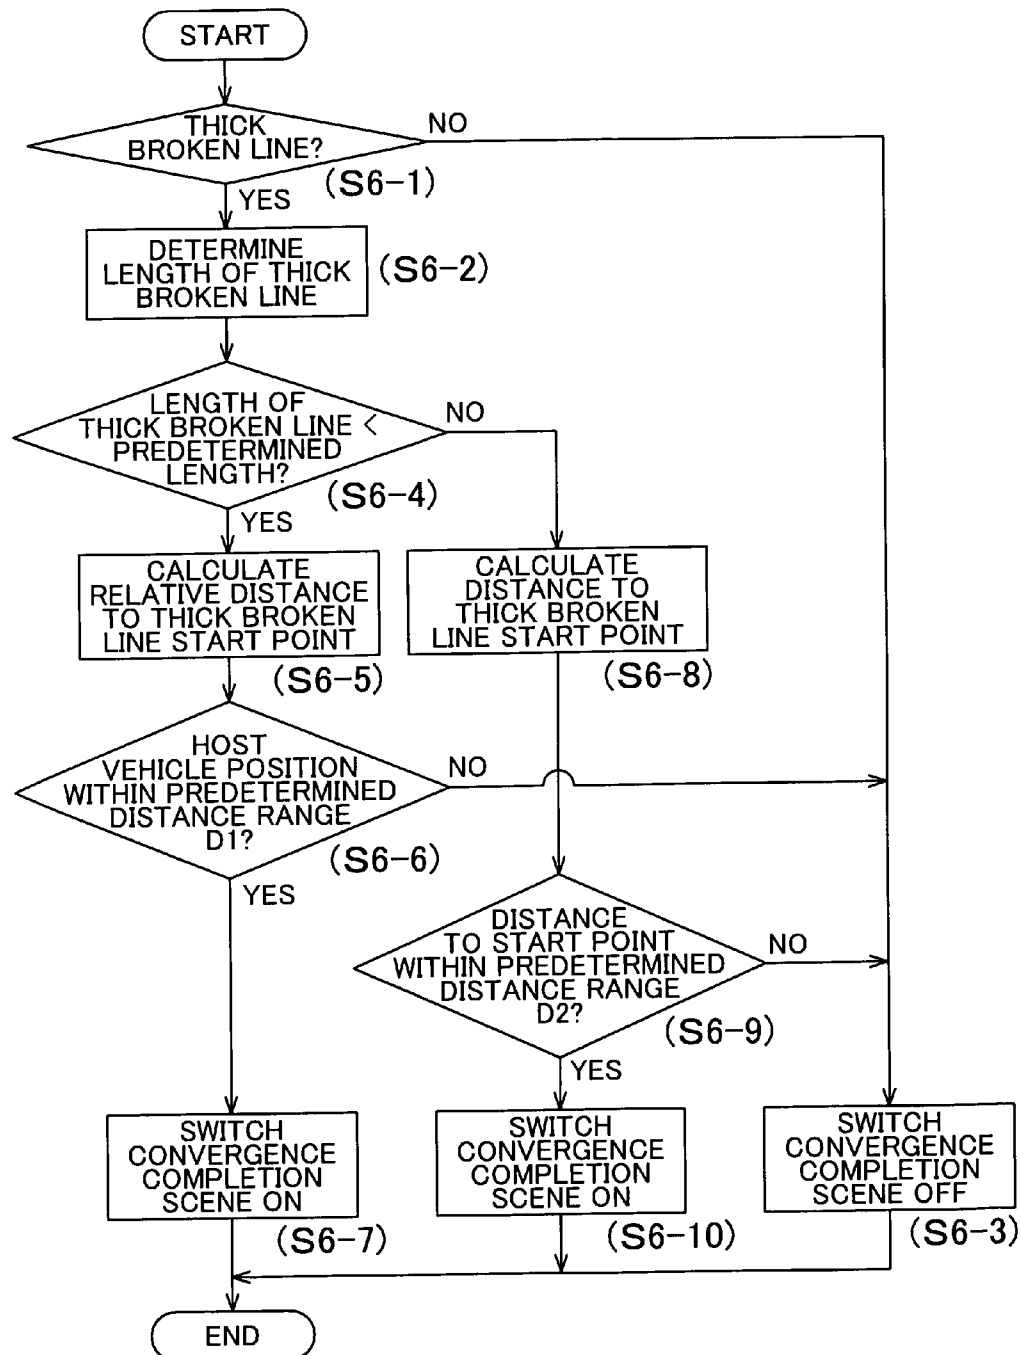 START
THICK
BROKEN LINE?
NO
(S6-1)
YES
DETERMINE
LENGTH OF THICK
BROKEN LINE
(S6-2)
LENGTH OF
THICK BROKEN LINE <
PREDETERMINED
LENGTH?
NO
(S6-4)
YES
CALCULATE
RELATIVE DISTANCE
TO THICK BROKEN
LINE START POINT
(S6-5)
CALCULATE
DISTANCE TO
THICK BROKEN
LINE START POINT
(S6-8)
HOST
VEHICLE POSITION
WITHIN PREDETERMINED
DISTANCE RANGE
D1?
NO
(S6-6)
YES
DISTANCE
TO START POINT
WITHIN PREDETERMINED
DISTANCE RANGE
D2?
NO
(S6-9)
YES
SWITCH
CONVERGENCE
COMPLETION
SCENE ON
(S6-7)
SWITCH
CONVERGENCE
COMPLETION
SCENE ON
(S6-10)
SWITCH
CONVERGENCE
COMPLETION
SCENE OFF
(S6-3)
END